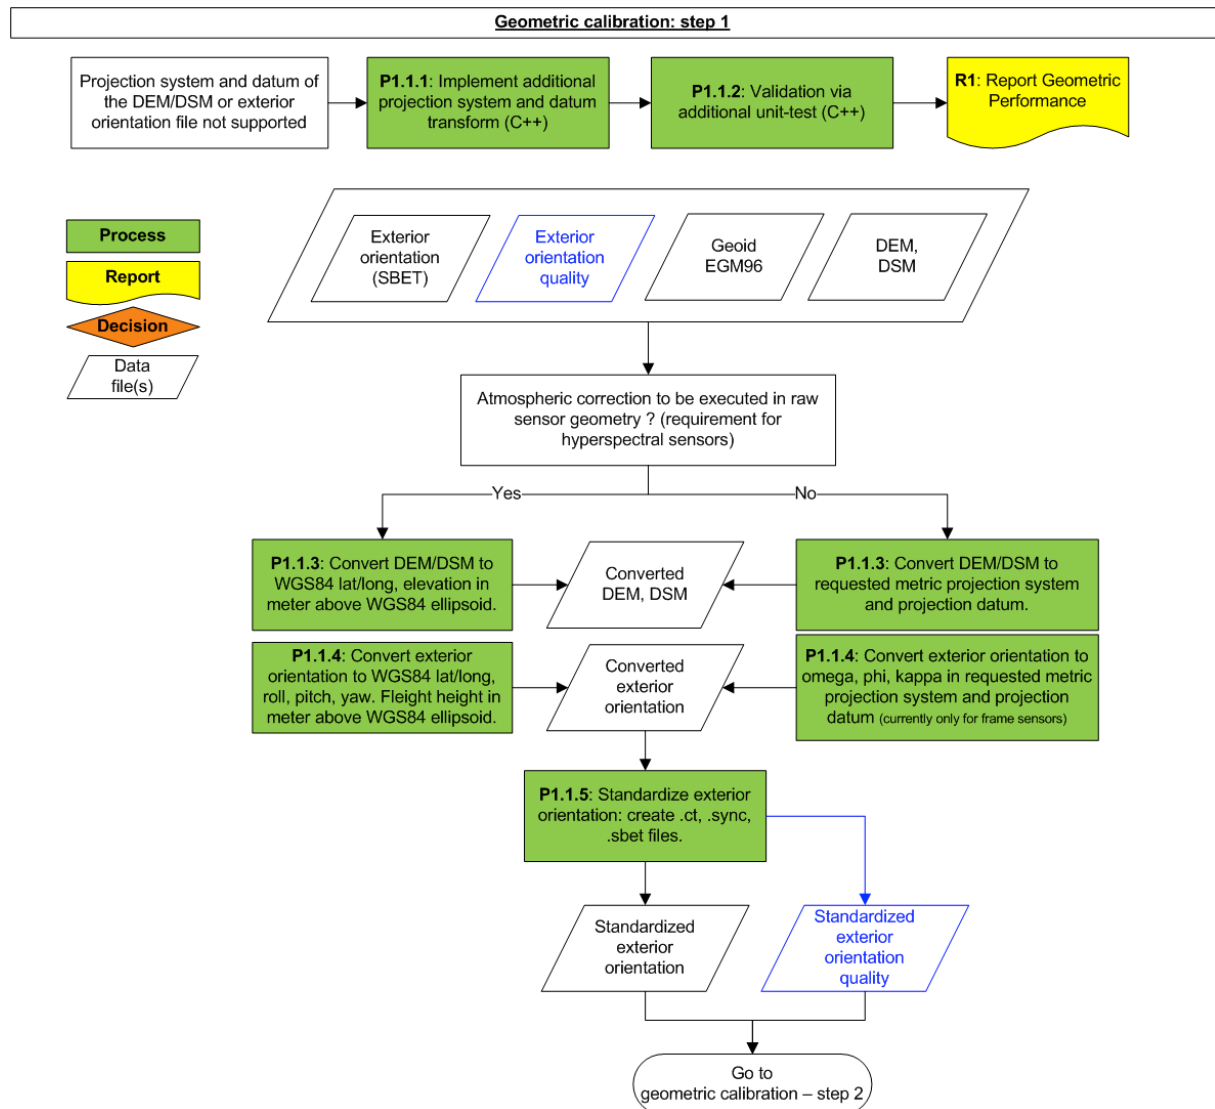 Geometric calibration: step 1
Projection system and datum of
the DEM/DSM or exterior
orientation file not supported
P1.1.1: Implement additional
projection system and datum
transform (C++)
P1.1.2: Validation via
additional unit-test (C++)
R1: Report Geometric
Performance
Process
Report
Decision
Data
file(s)
Exterior
orientation
(SBET)
Exterior
orientation
quality
Geoid
EGM96
DEM,
DSM
Atmospheric correction to be executed in raw
sensor geometry ? (requirement for
hyperspectral sensors)
Yes
No
P1.1.3: Convert DEM/DSM to
WGS84 lat/long, elevation in
meter above WGS84 ellipsoid.
Converted
DEM, DSM
P1.1.3: Convert DEM/DSM to
requested metric projection system
and projection datum.
P1.1.4: Convert exterior
orientation to WGS84 lat/long,
roll, pitch, yaw. Fleight height in
meter above WGS84 ellipsoid.
Converted
exterior
orientation
P1.1.4: Convert exterior orientation to
omega, phi, kappa in requested metric
projection system and projection
datum (currently only for frame sensors)
P1.1.5: Standardize exterior
orientation: create .ct, .sync,
.sbet files.
Standardized
exterior
orientation
Standardized
exterior
orientation
quality
Go to
geometric calibration – step 2